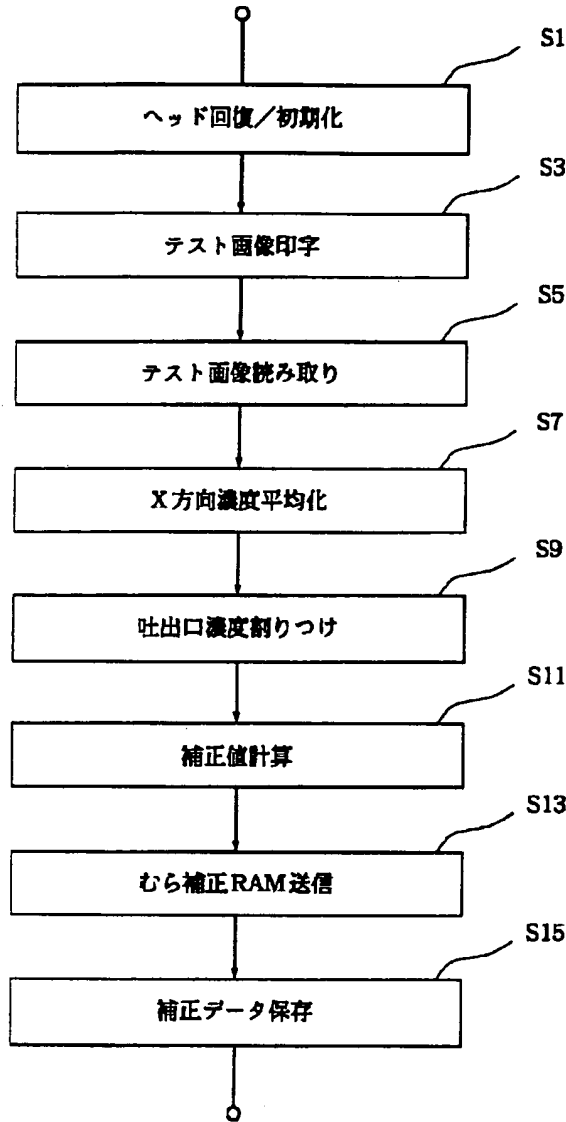 S1
ヘッド回復／初期化
S3
テスト画像印字
S5
テスト画像読み取り
S7
X方向濃度平均化
S9
吐出口濃度割りつけ
S11
補正値計算
S13
むら補正RAM送信
S15
補正データ保存